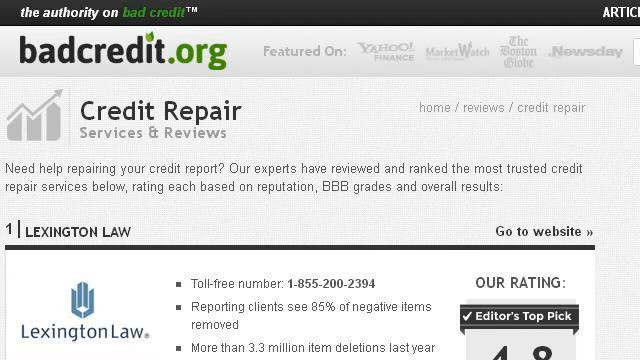 the authority on bad credit™ ARTIC
badcredit.org Featured On: YAHOO! FINANCE MarketWatch The Boston Globe Newsday
Credit Repair home / reviews / credit repair
Services & Reviews
Need help repairing your credit report? Our experts have reviewed and ranked the most trusted credit
repair services below, rating each based on reputation, BBB grades and overall results:
1 | LEXINGTON LAW Go to website »
Toll-free number: 1-855-200-2394 OUR RATING:
Reporting clients see 85% of negative items
removed
Editor's Top Pick
LexingtonLaw®
More than 3.3 million item deletions last year
4.8